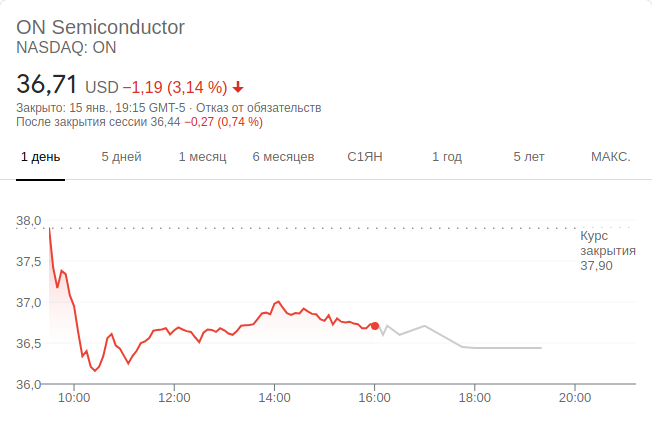 ON Semiconductor
NASDAQ: ON
36,71 USD −1,19 (3,14 %)
Закрыто: 15 янв., 19:15 GMT-5 · Отказ от обязательств
После закрытия сессии 36,44 −0,27 (0,74 %)
1 день 5 дней 1 месяц 6 месяцев С1ЯН 1 год 5 лет МАКС.
38,0
Курс
закрытия
37,90
37,5
37,0
36,5
36,0
10:00 12:00 14:00 16:00 18:00 20:00